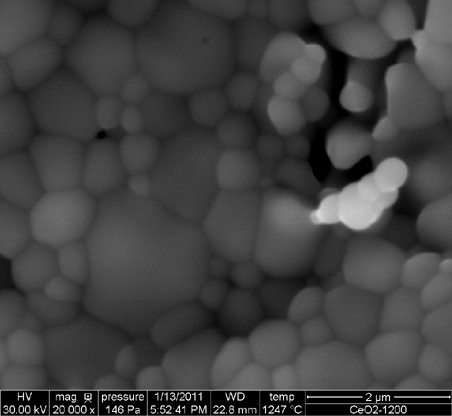 HV mag pressure 1/13/2011 WD temp 2 µm
30.00 kV 20 000 x 146 Pa 5:52:41 PM 22.8 mm 1247 °C CeO2-1200